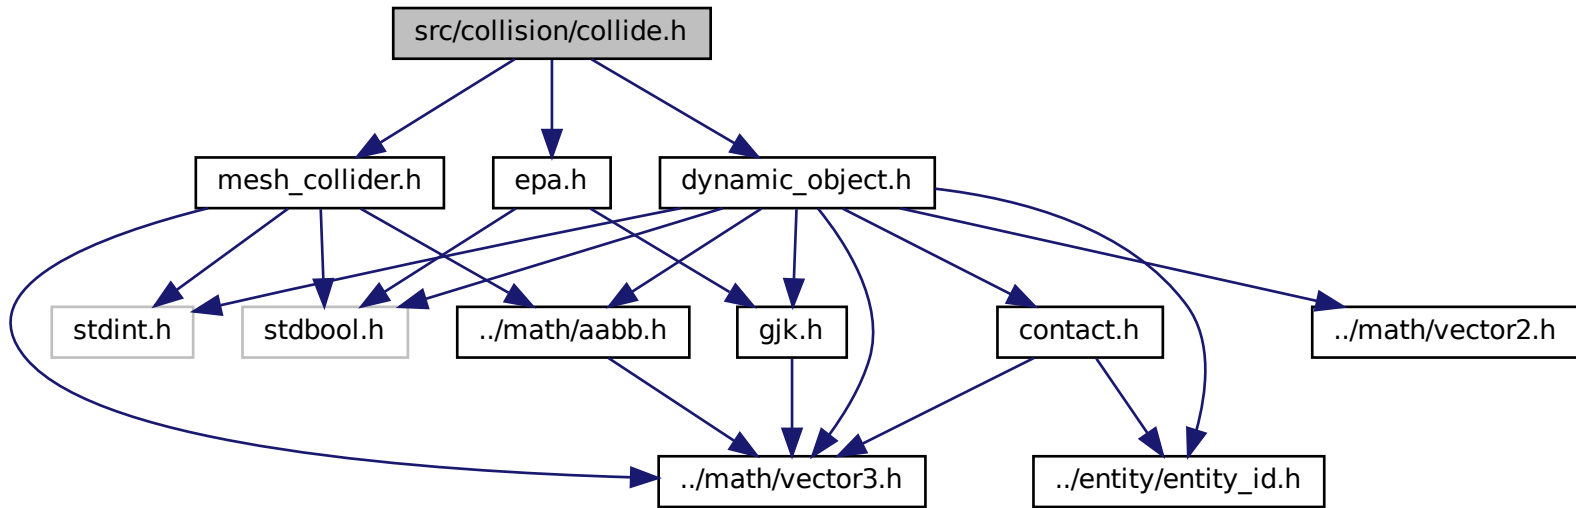 src/collision/collide.h
mesh_collider.h
epa.h
dynamic_object.h
stdint.h
stdbool.h
../math/aabb.h
gjk.h
contact.h
../math/vector2.h
../math/vector3.h
../entity/entity_id.h